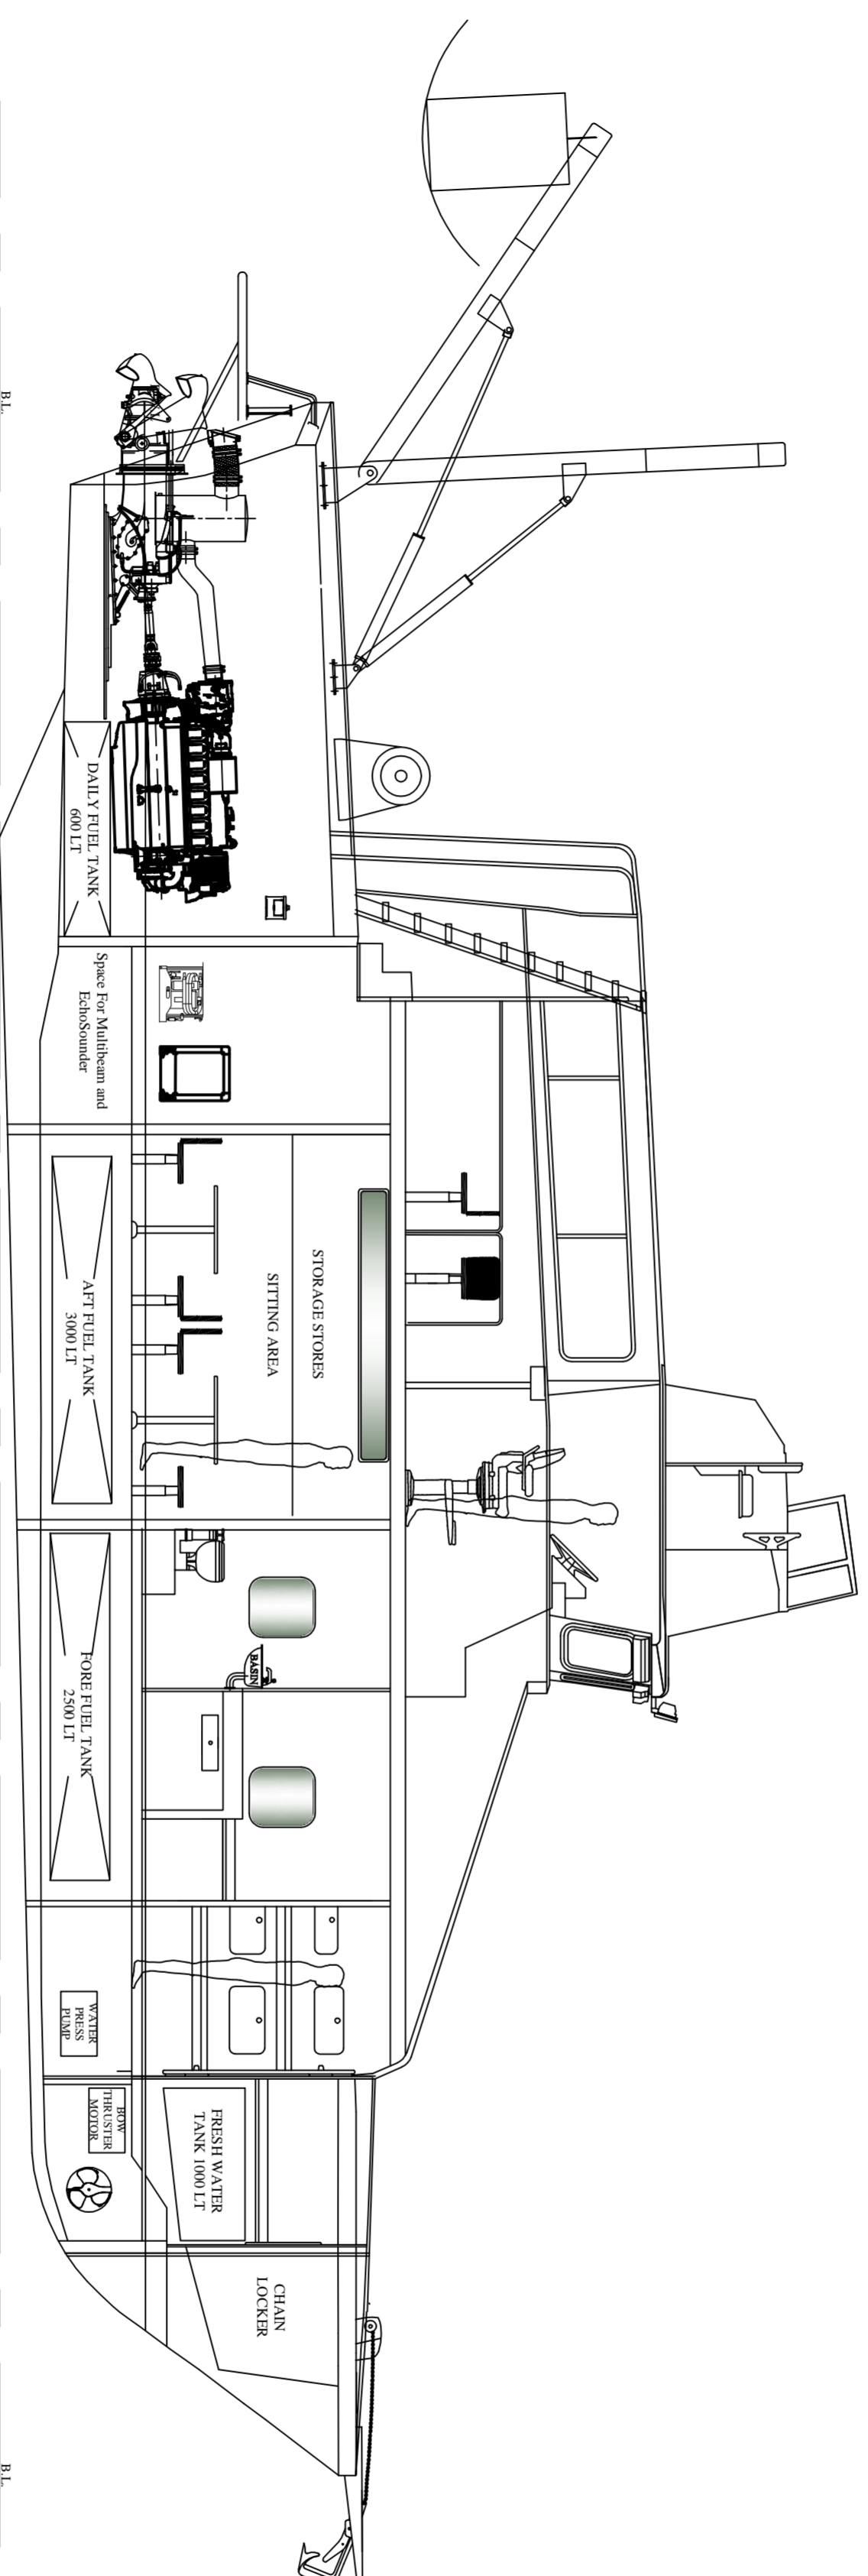 B.L.
DAILY FUEL TANK
600 LT
Space For Multibeam and
EchoSounder
STORAGE STORES
SITTING AREA
AFT FUEL TANK
3000 LT
BASIN
FORE FUEL TANK
2500 LT
WATER
PRESS
PUMP
BOW
THRUSTER
MOTOR
FRESH WATER
TANK 1000 LT
CHAIN
LOCKER
B.L.